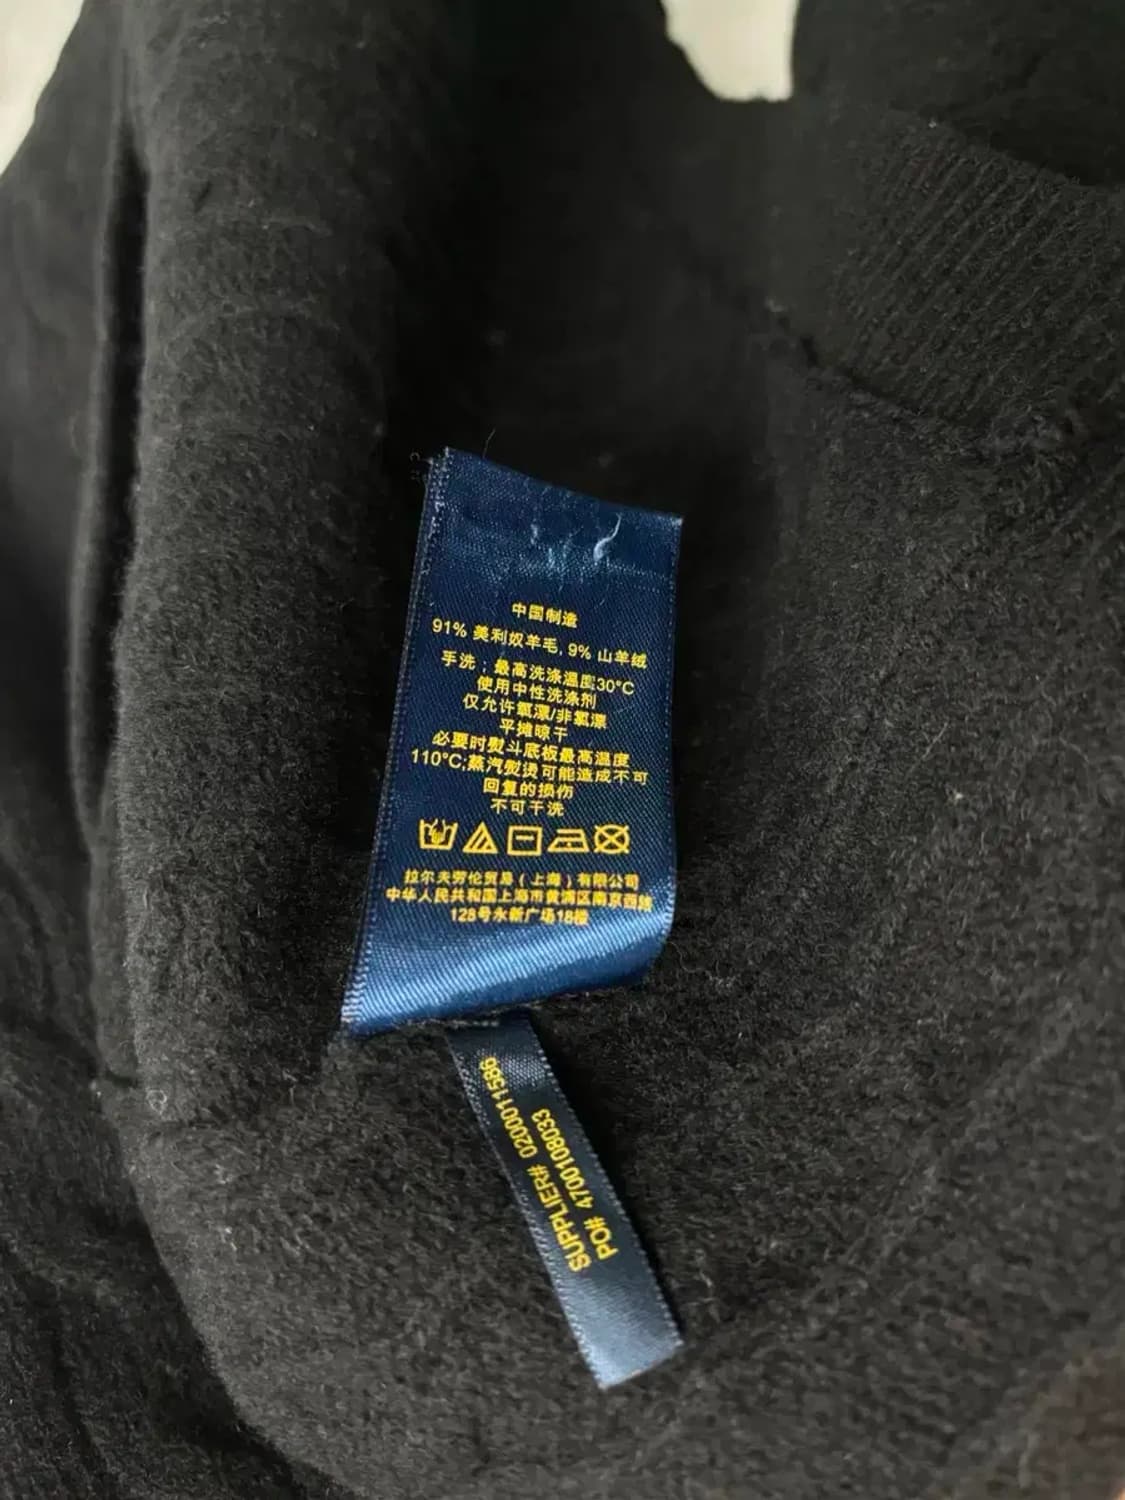 中国制造
91% 美利奴羊毛, 9% 山羊绒
手洗；最高洗涤温度30°C
使用中性洗涤剂
仅允许氧漂/非氯漂
平摊晾干
必要时熨斗底板最高温度
110°C;蒸汽熨烫可能造成不可
回复的损伤
不可干洗
拉尔夫劳伦贸易（上海）有限公司
中华人民共和国上海市黄浦区南京西路
128号永新广场18楼
SUPPLIER# 0200011586
PO# 4700108033